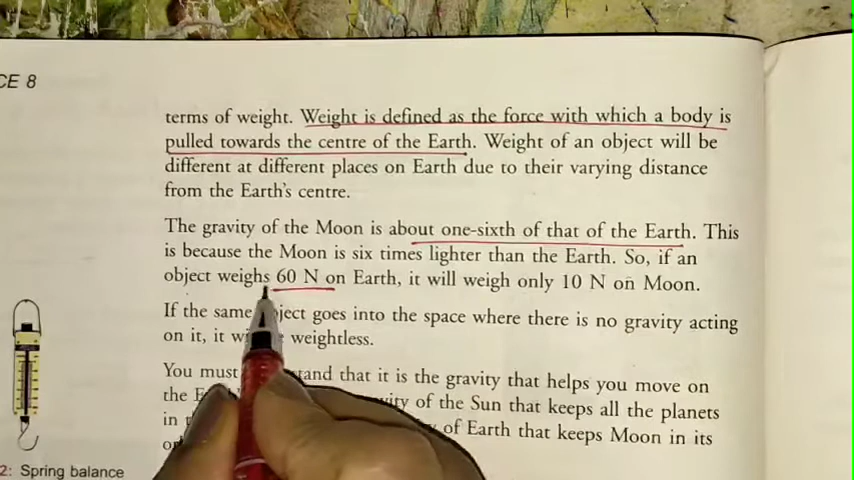 CE 8
terms of weight. Weight is defined as the force with which a body is
pulled towards the centre of the Earth. Weight of an object will be
different at different places on Earth due to their varying distance
from the Earth's centre.
The gravity of the Moon is about one-sixth of that of the Earth. This
is because the Moon is six times lighter than the Earth. So, if an
object weighs 60 N on Earth, it will weigh only 10 N on Moon.
If the same ject goes into the space where there is no gravity acting
on it, it weightless.
You must that it is the gravity that helps you move on
the of the Sun that keeps all the planets
in of Earth that keeps Moon in its
2: Spring balance